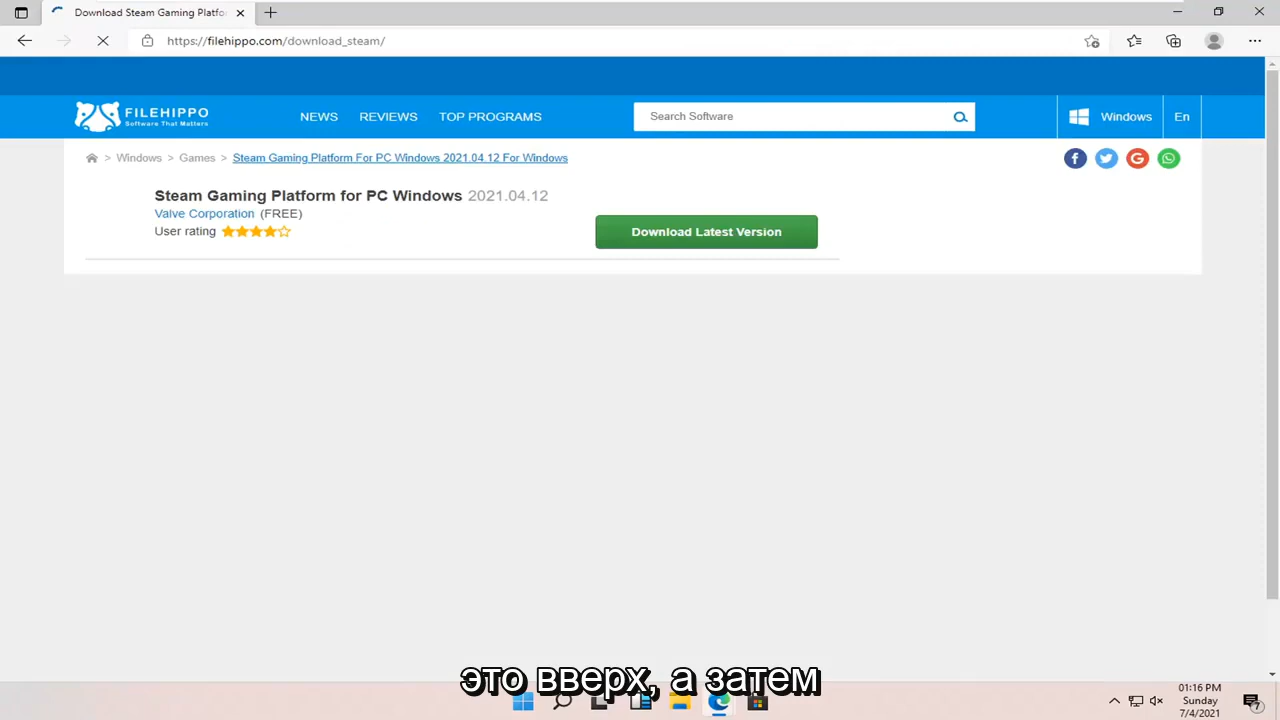 Download Steam Gaming Platfo
https://filehippo.com/download_steam/
FILEHIPPO
Software That Matters
NEWS REVIEWS TOP PROGRAMS
Search Software
Windows
En
> Windows > Games > Steam Gaming Platform For PC Windows 2021.04.12 For Windows
Steam Gaming Platform for PC Windows 2021.04.12
Valve Corporation (FREE)
User rating
Download Latest Version
это вверх, а затем
01:16 PM
Sunday
7/4/2021
7